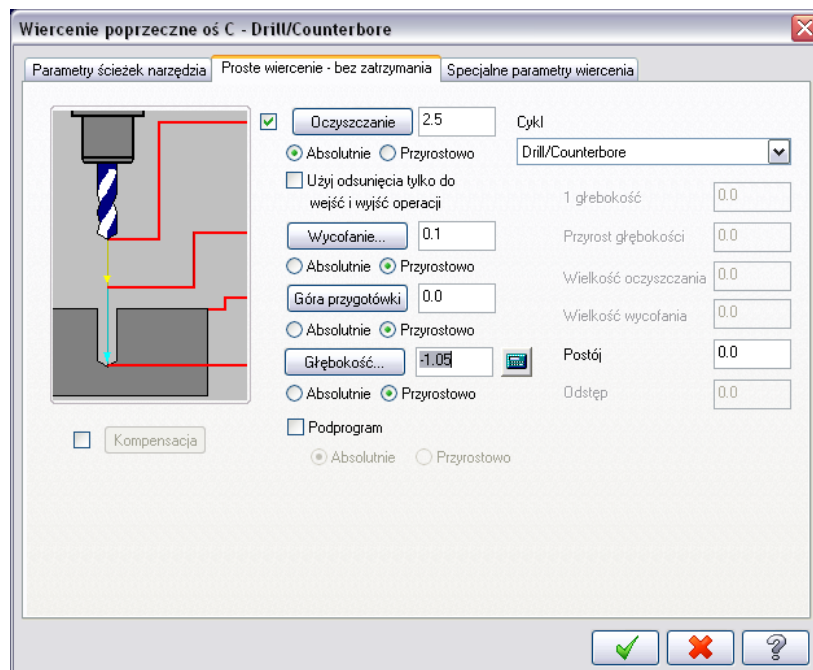 Wiercenie poprzeczne oś C - Drill/Counterbore
Parametry ścieżek narzędzia
Proste wiercenie - bez zatrzymania
Specjalne parametry wiercenia
Oczyszczanie
2.5
Absolutnie
Przyrostowo
Użyj odsunięcia tylko do
wejść i wyjść operacji
Wycofanie...
0.1
Absolutnie
Przyrostowo
Góra przygotówki
0.0
Absolutnie
Przyrostowo
Głębokość...
-1.05
Absolutnie
Przyrostowo
Podprogram
Absolutnie
Przyrostowo
Kompensacja
Cykl
Drill/Counterbore
1 głebokość
0.0
Przyrost głębokości
0.0
Wielkość oczyszczania
0.0
Wielkość wycofania
0.0
Postój
0.0
Odstęp
0.0